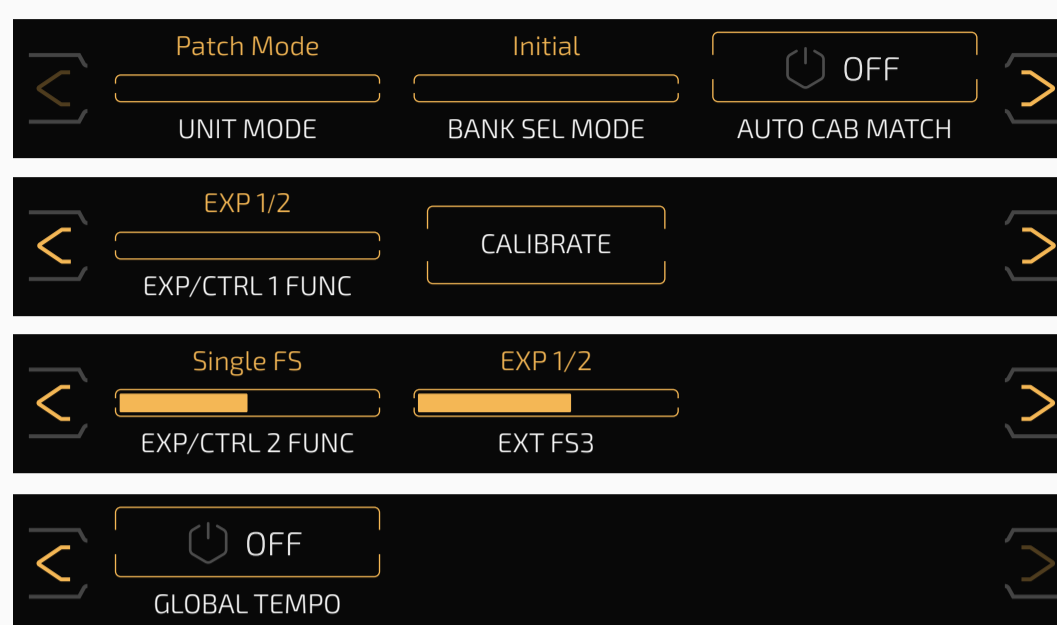 Patch Mode
Initial
OFF
UNIT MODE
BANK SEL MODE
AUTO CAB MATCH
EXP 1/2
CALIBRATE
EXP/CTRL 1 FUNC
Single FS
EXP 1/2
EXP/CTRL 2 FUNC
EXT FS3
OFF
GLOBAL TEMPO